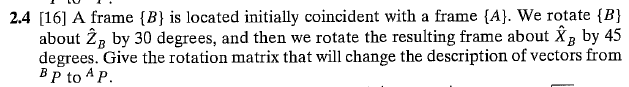 2.4 [16] A frame {B} is located initially coincident with a frame {A}. We rotate {B}
about Ẑ_B by 30 degrees, and then we rotate the resulting frame about X̂_B by 45
degrees. Give the rotation matrix that will change the description of vectors from
^B P to ^A P.